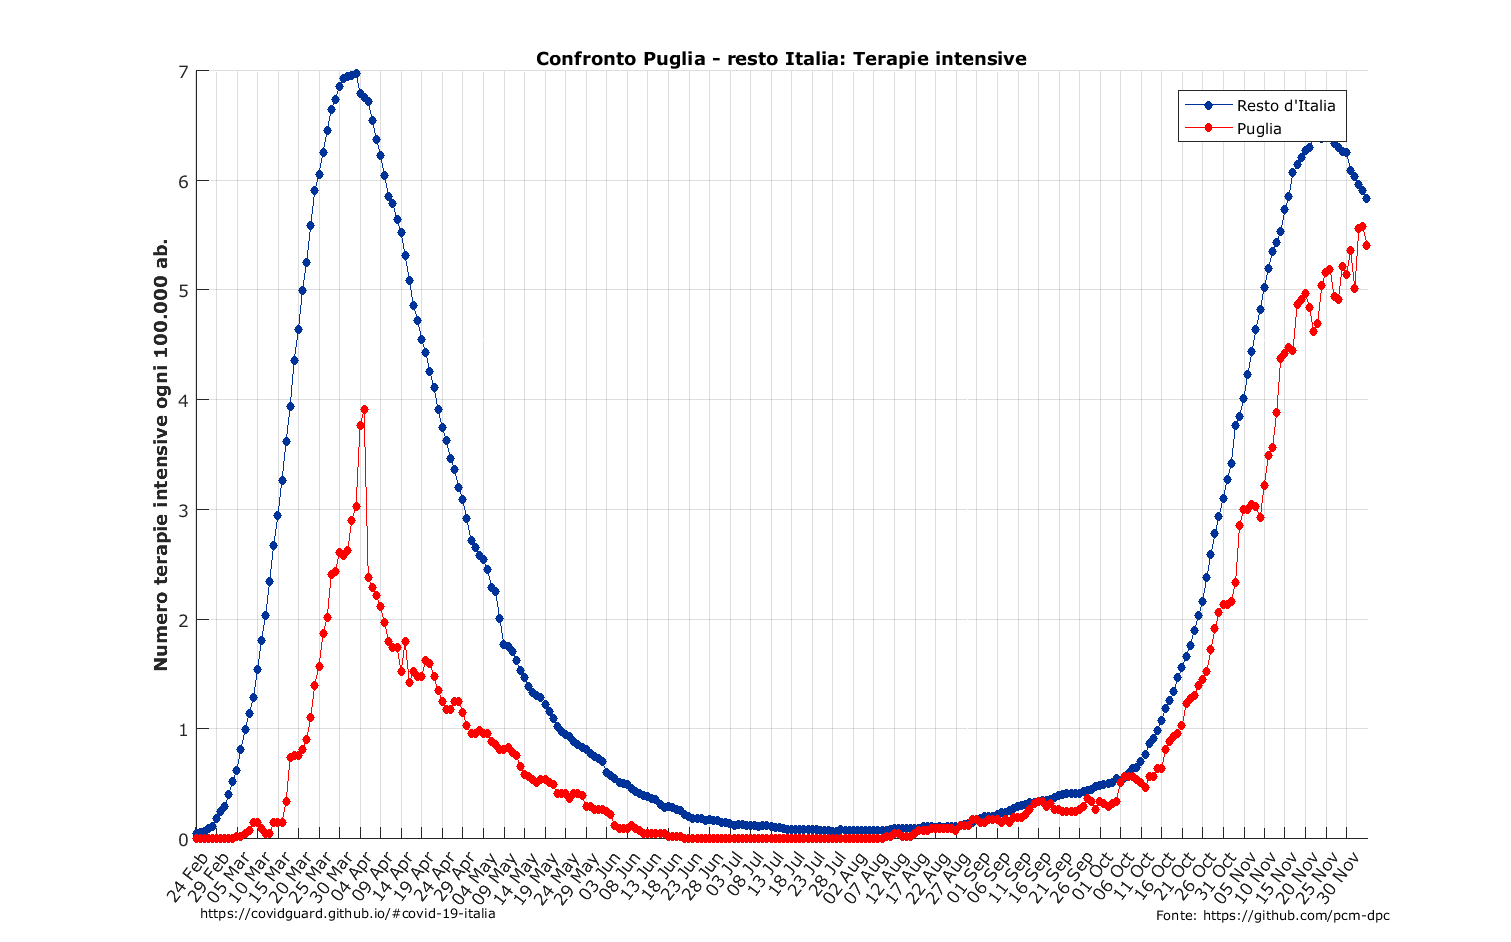 Confronto Puglia - resto Italia: Terapie intensive
Numero terapie intensive ogni 100.000 ab.
7
6
5
4
3
2
1
0
Resto d'Italia
Puglia
24 Feb
29 Feb
05 Mar
10 Mar
15 Mar
20 Mar
25 Mar
30 Mar
04 Apr
09 Apr
14 Apr
19 Apr
24 Apr
29 Apr
04 May
09 May
14 May
19 May
24 May
29 May
03 Jun
08 Jun
13 Jun
18 Jun
23 Jun
28 Jun
03 Jul
08 Jul
13 Jul
18 Jul
23 Jul
28 Jul
02 Aug
07 Aug
12 Aug
17 Aug
22 Aug
27 Aug
01 Sep
06 Sep
11 Sep
16 Sep
21 Sep
26 Sep
01 Oct
06 Oct
11 Oct
16 Oct
21 Oct
26 Oct
31 Oct
05 Nov
10 Nov
15 Nov
20 Nov
25 Nov
30 Nov
https://covidguard.github.io/#covid-19-italia
Fonte: https://github.com/pcm-dpc